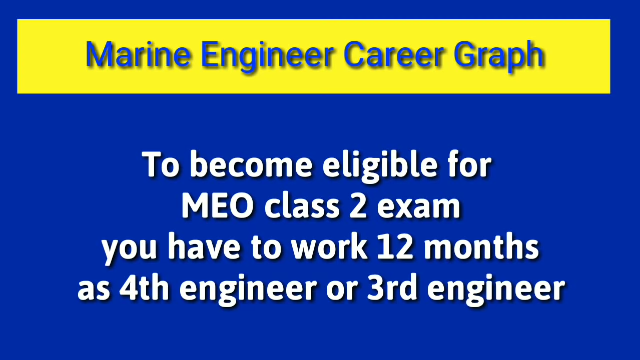 Marine Engineer Career Graph
To become eligible for
MEO class 2 exam
you have to work 12 months
as 4th engineer or 3rd engineer